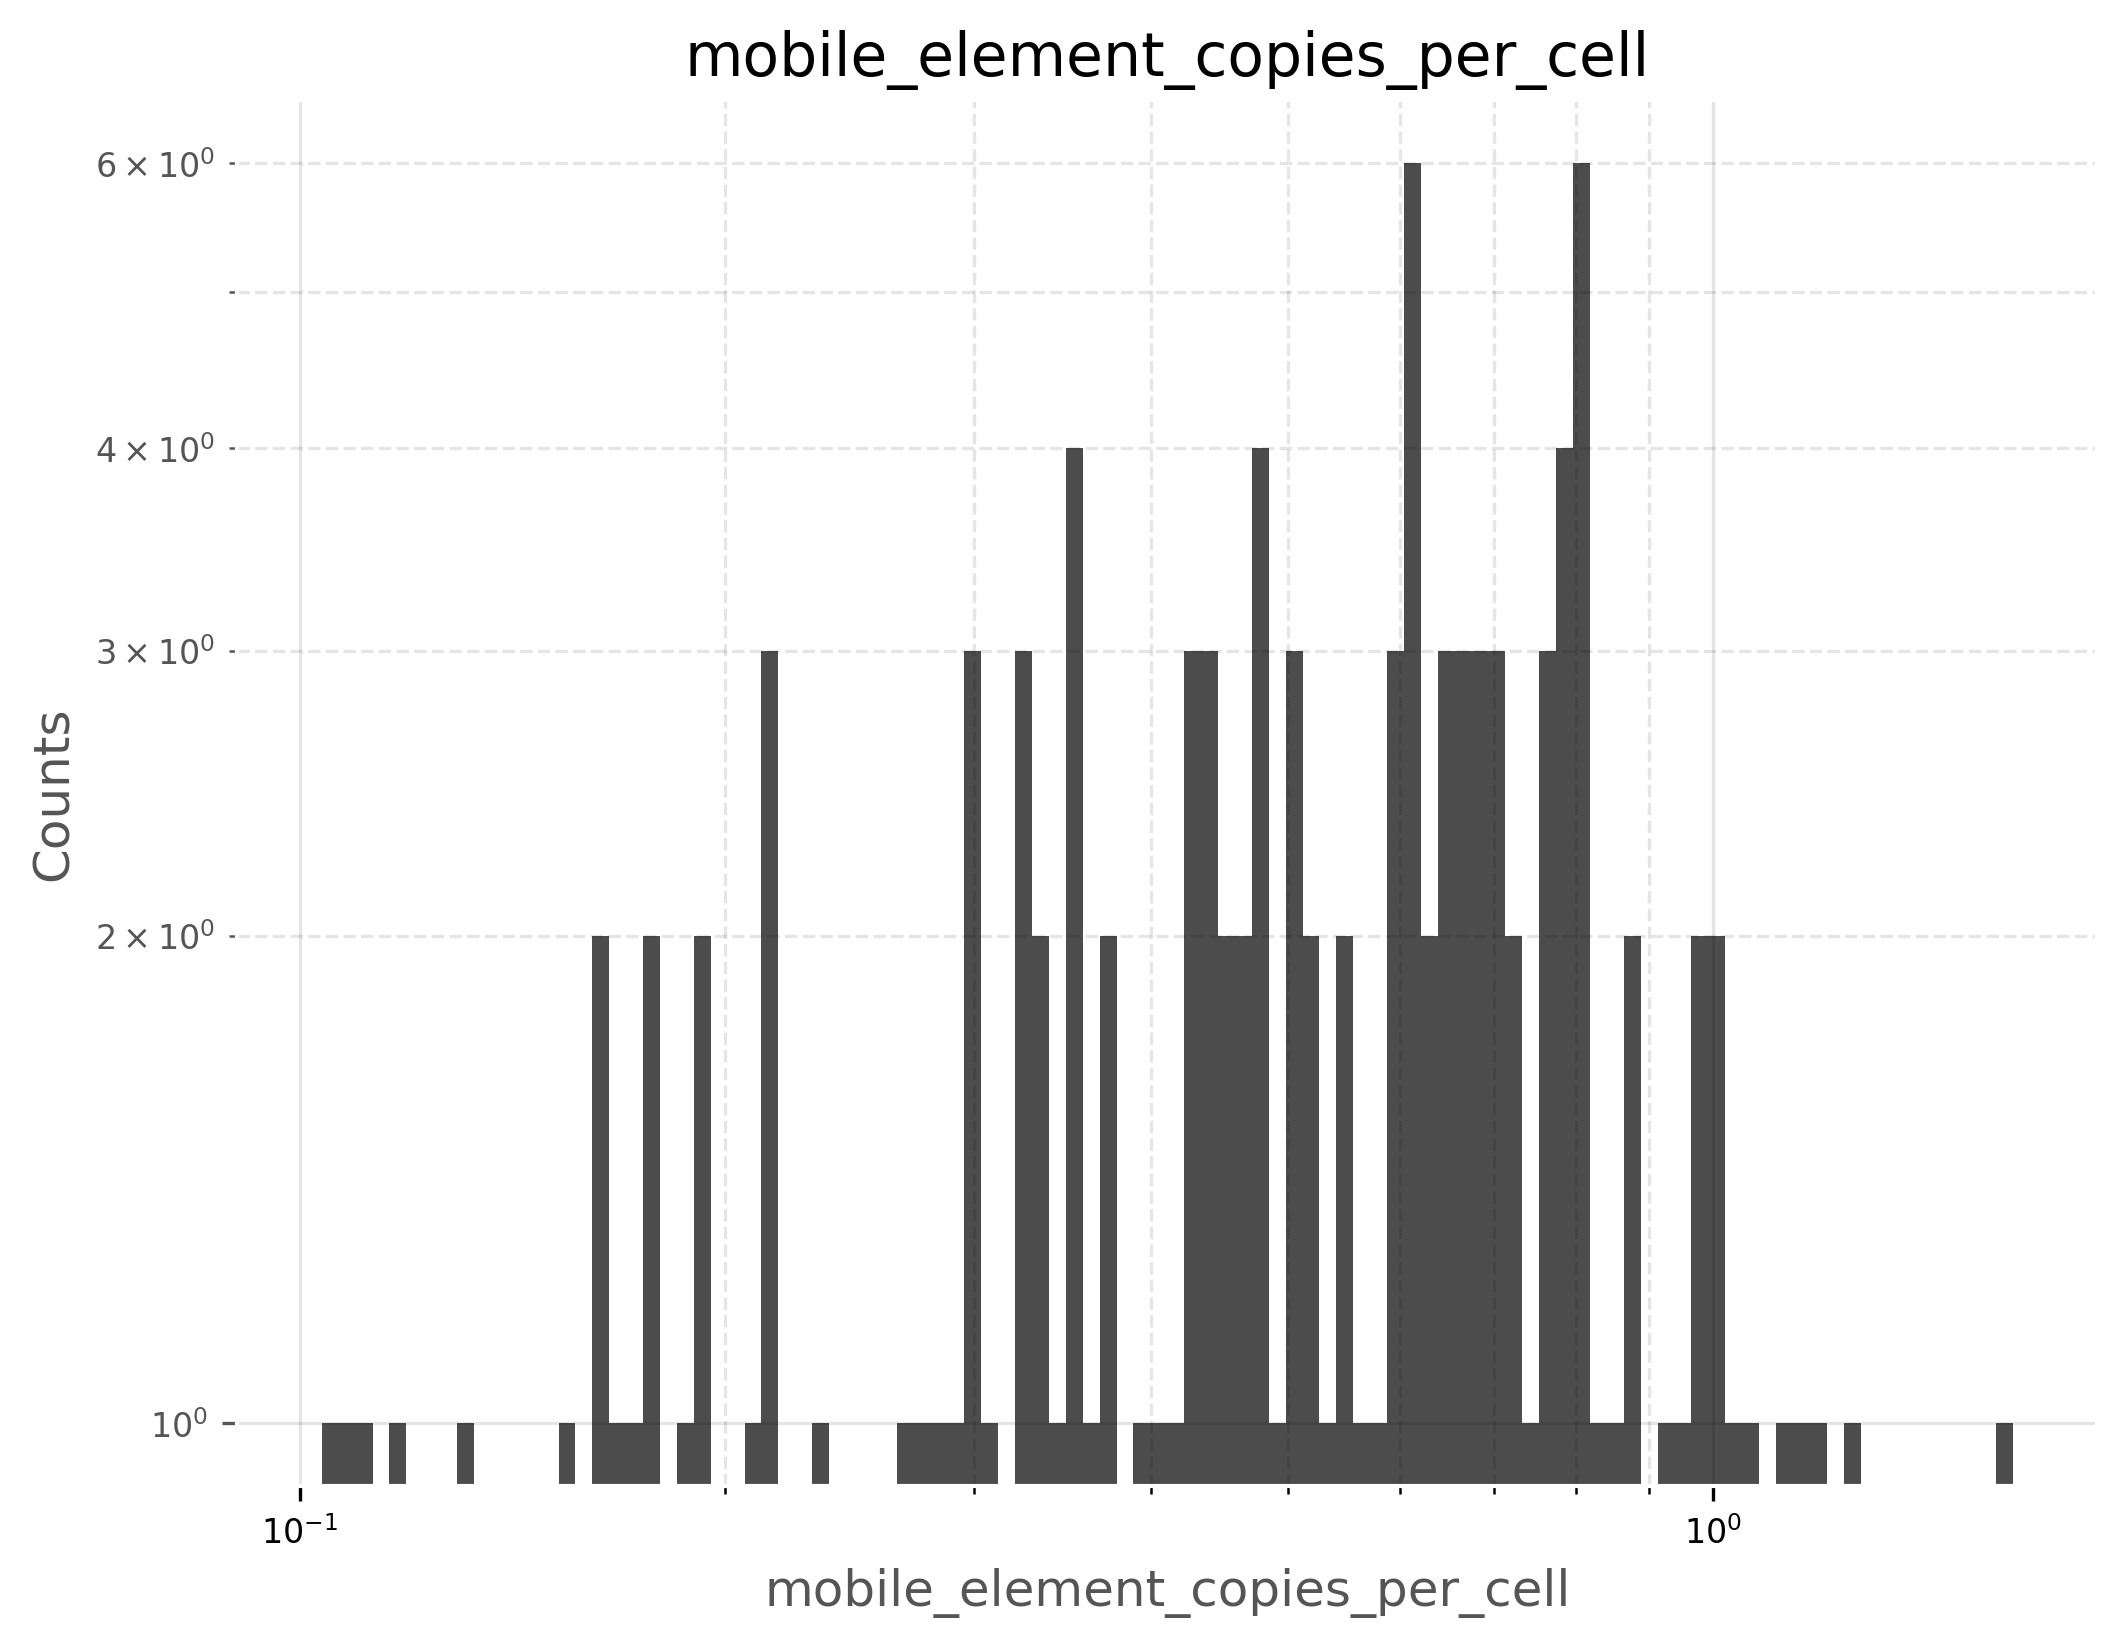 mobile_element_copies_per_cell
6 × 10⁰
4 × 10⁰
3 × 10⁰
2 × 10⁰
10⁰
Counts
10⁻¹
10⁰
mobile_element_copies_per_cell